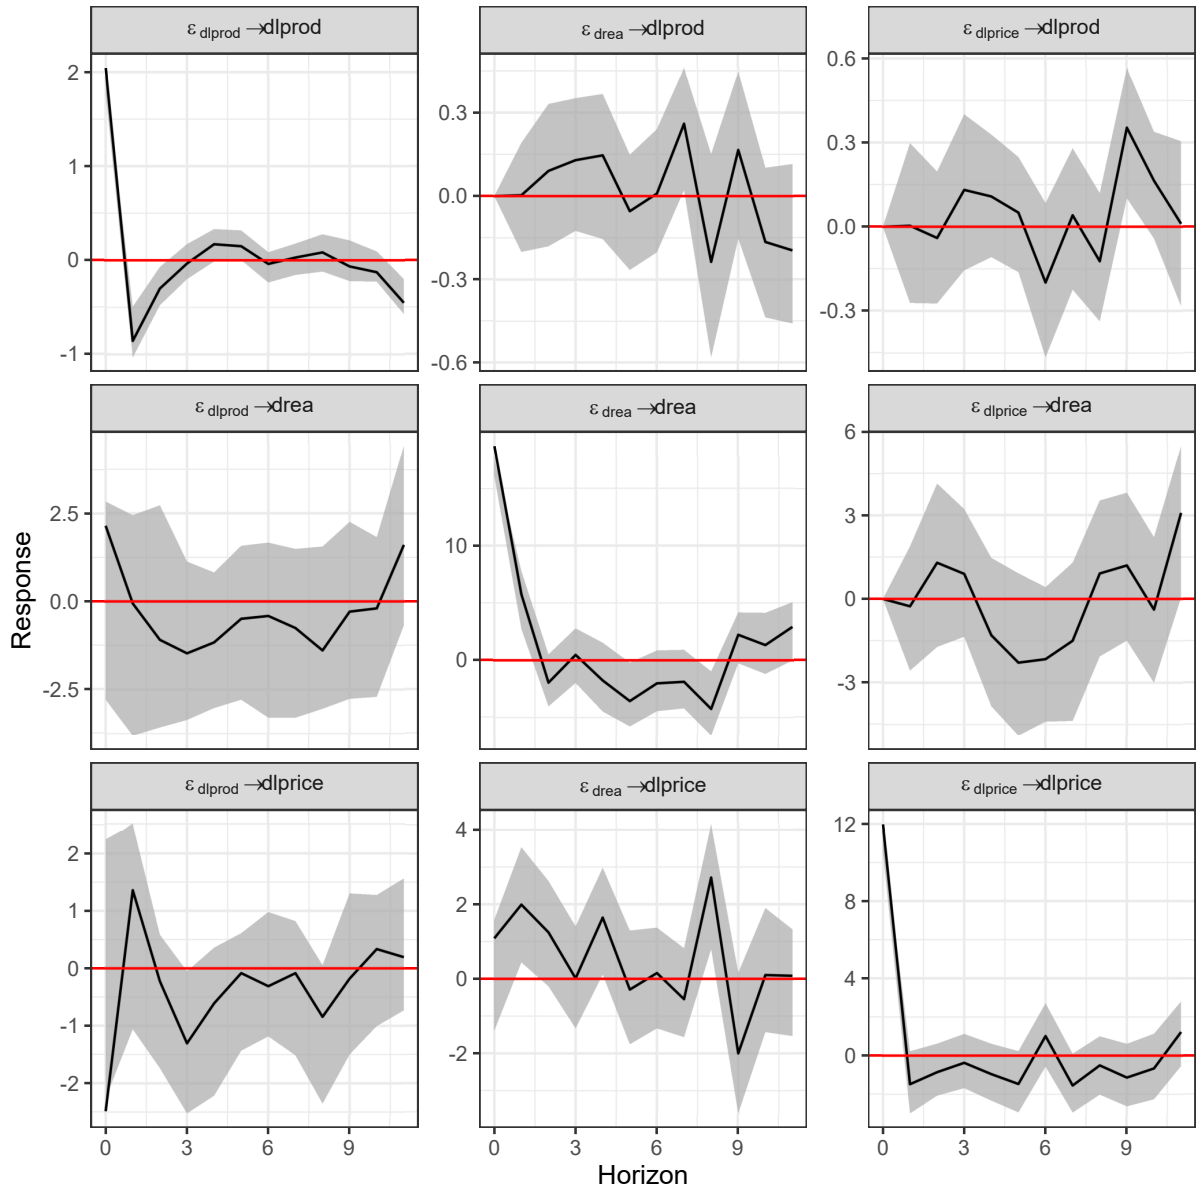 ε dlprod →dlprod
ε drea →dlprod
ε dlprice →dlprod
2
1
0
-1
0.3
0.0
-0.3
-0.6
0.6
0.3
0.0
-0.3
ε dlprod →drea
ε drea →drea
ε dlprice →drea
2.5
0.0
-2.5
10
0
6
3
0
-3
Response
ε dlprod →dlprice
ε drea →dlprice
ε dlprice →dlprice
2
1
0
-1
-2
4
2
0
-2
12
8
4
0
0 3 6 9
0 3 6 9
0 3 6 9
Horizon